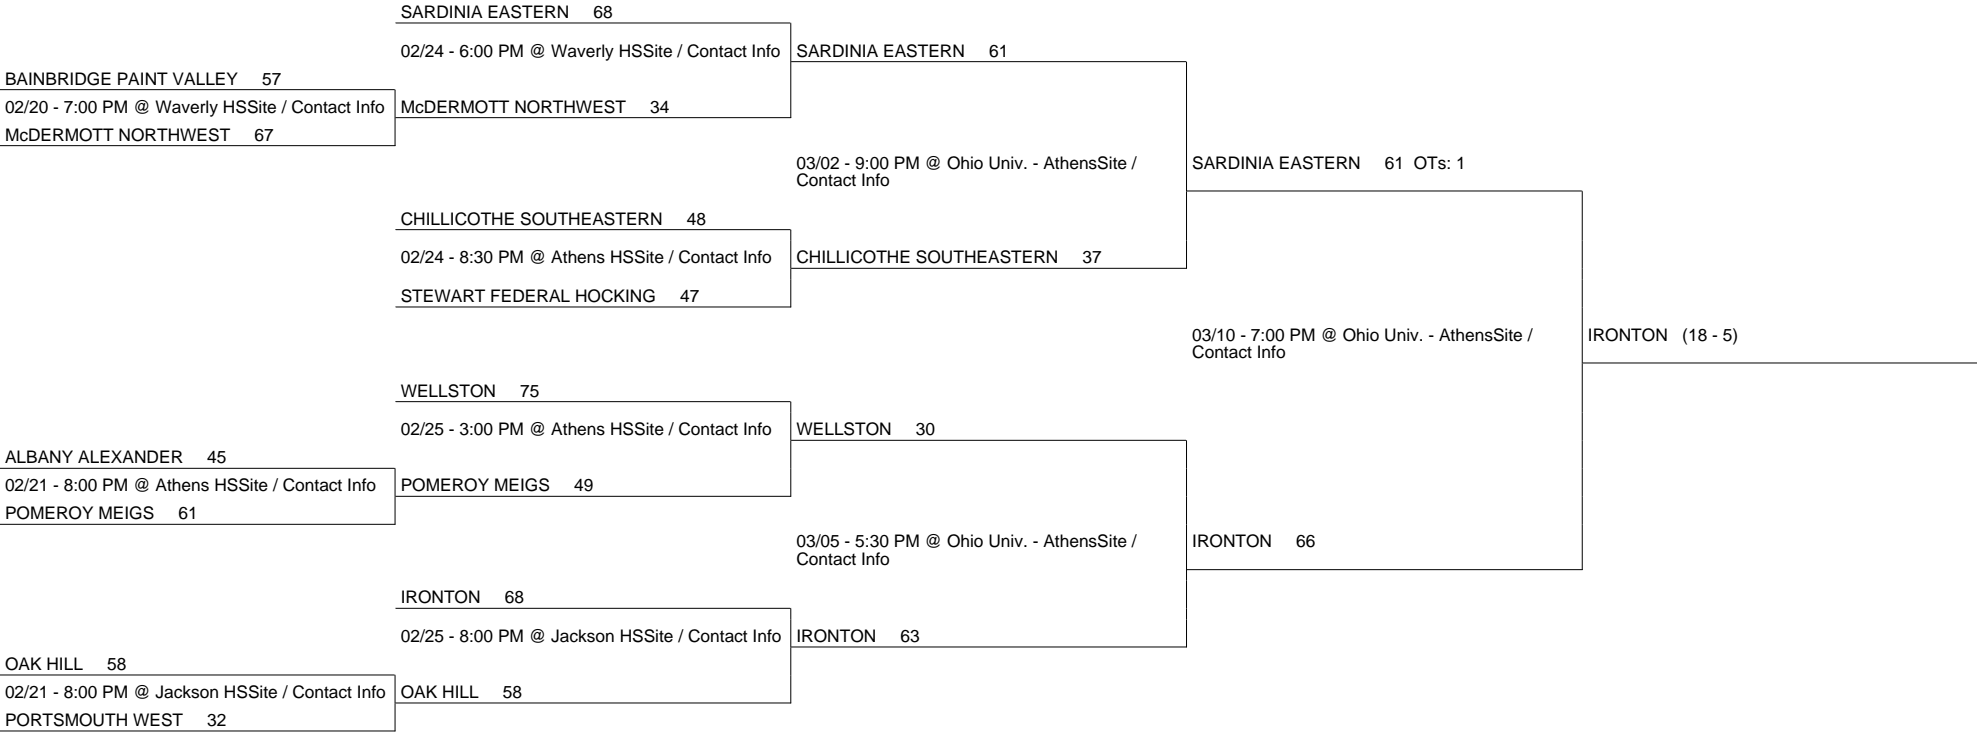 SARDINIA EASTERN 68
02/24 - 6:00 PM @ Waverly HSSite / Contact Info
SARDINIA EASTERN 61
BAINBRIDGE PAINT VALLEY 57
02/20 - 7:00 PM @ Waverly HSSite / Contact Info
McDERMOTT NORTHWEST 34
McDERMOTT NORTHWEST 67
03/02 - 9:00 PM @ Ohio Univ. - AthensSite /
Contact Info
SARDINIA EASTERN 61 OTs: 1
CHILLICOTHE SOUTHEASTERN 48
02/24 - 8:30 PM @ Athens HSSite / Contact Info
CHILLICOTHE SOUTHEASTERN 37
STEWART FEDERAL HOCKING 47
03/10 - 7:00 PM @ Ohio Univ. - AthensSite /
Contact Info
IRONTON (18 - 5)
WELLSTON 75
02/25 - 3:00 PM @ Athens HSSite / Contact Info
WELLSTON 30
ALBANY ALEXANDER 45
02/21 - 8:00 PM @ Athens HSSite / Contact Info
POMEROY MEIGS 49
POMEROY MEIGS 61
03/05 - 5:30 PM @ Ohio Univ. - AthensSite /
Contact Info
IRONTON 66
IRONTON 68
02/25 - 8:00 PM @ Jackson HSSite / Contact Info
IRONTON 63
OAK HILL 58
02/21 - 8:00 PM @ Jackson HSSite / Contact Info
OAK HILL 58
PORTSMOUTH WEST 32